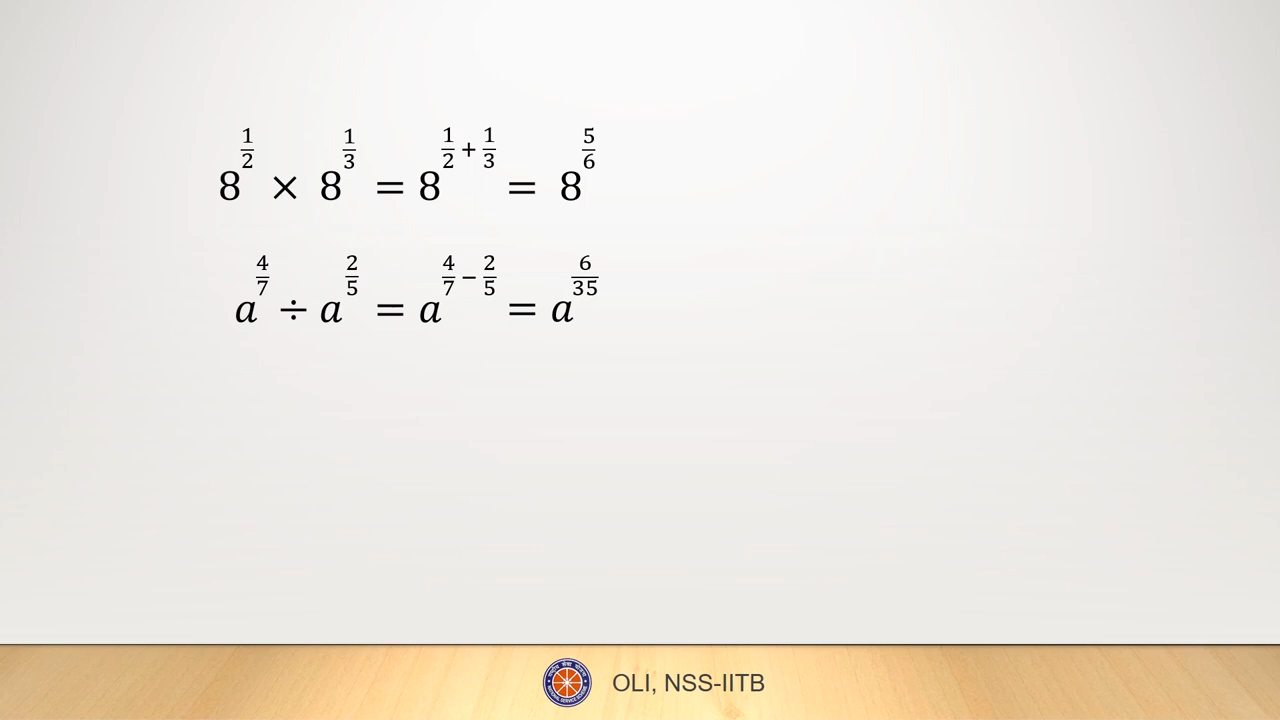 8^{1/2} × 8^{1/3} = 8^{1/2 + 1/3} = 8^{5/6}
a^{4/7} ÷ a^{2/5} = a^{4/7 − 2/5} = a^{6/35}
OLI, NSS-IITB